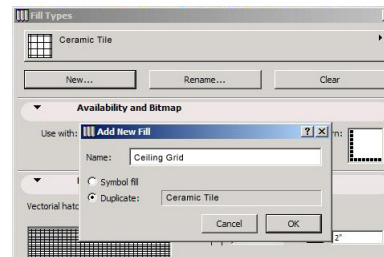 Fill Types
Ceramic Tile
New... Rename... Clear
Availability and Bitmap
Use with:
Add New Fill
Name: Ceiling Grid
Symbol fill
Duplicate: Ceramic Tile
Vectorial hatc
Cancel OK
2"